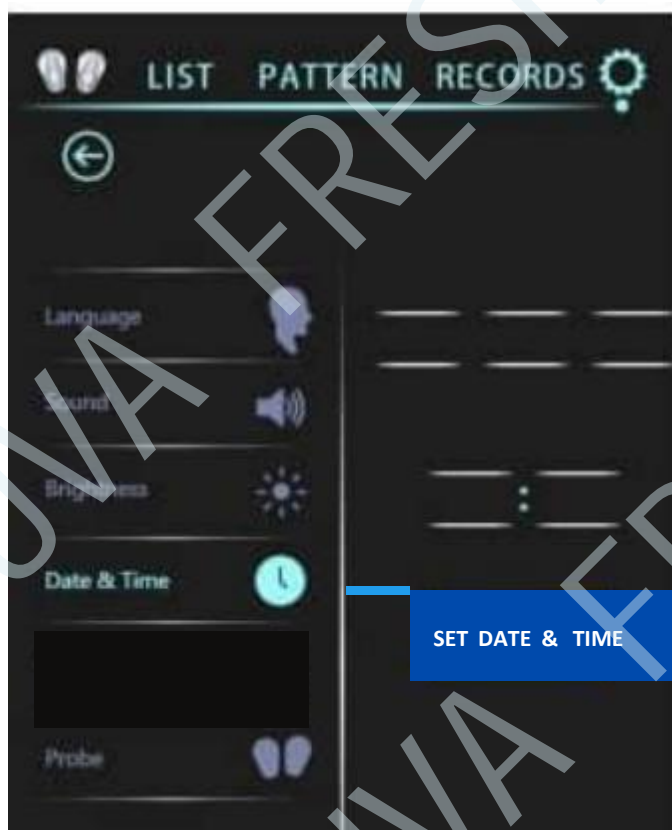 LIST PATTERN RECORDS
Language
Sound
Brightness
Date & Time
SET DATE & TIME
Probe